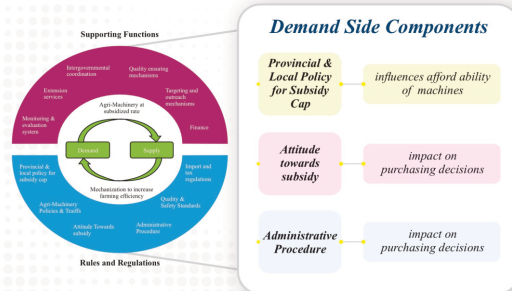 Supporting Functions
Intergovernmental
coordination
Quality ensuring
mechanisms
Extension
services
Targeting and
outreach
mechanisms
Monitoring &
evaluation
system
Finance
Agri-Machinery at
subsidized rate
Demand
Supply
Mechanization to increase
farming efficiency
Provincial &
local policy for
subsidy cap
Import and
tax
regulations
Agri-Machinery
Policies & Traffs
Quality &
Safety Standards
Attitude Towards
subsidy
Administrative
Procedure
Rules and Regulations
Demand Side Components
Provincial &
Local Policy
for Subsidy
Cap
influences afford ability
of machines
Attitude
towards
subsidy
impact on
purchasing decisions
Administrative
Procedure
impact on
purchasing decisions